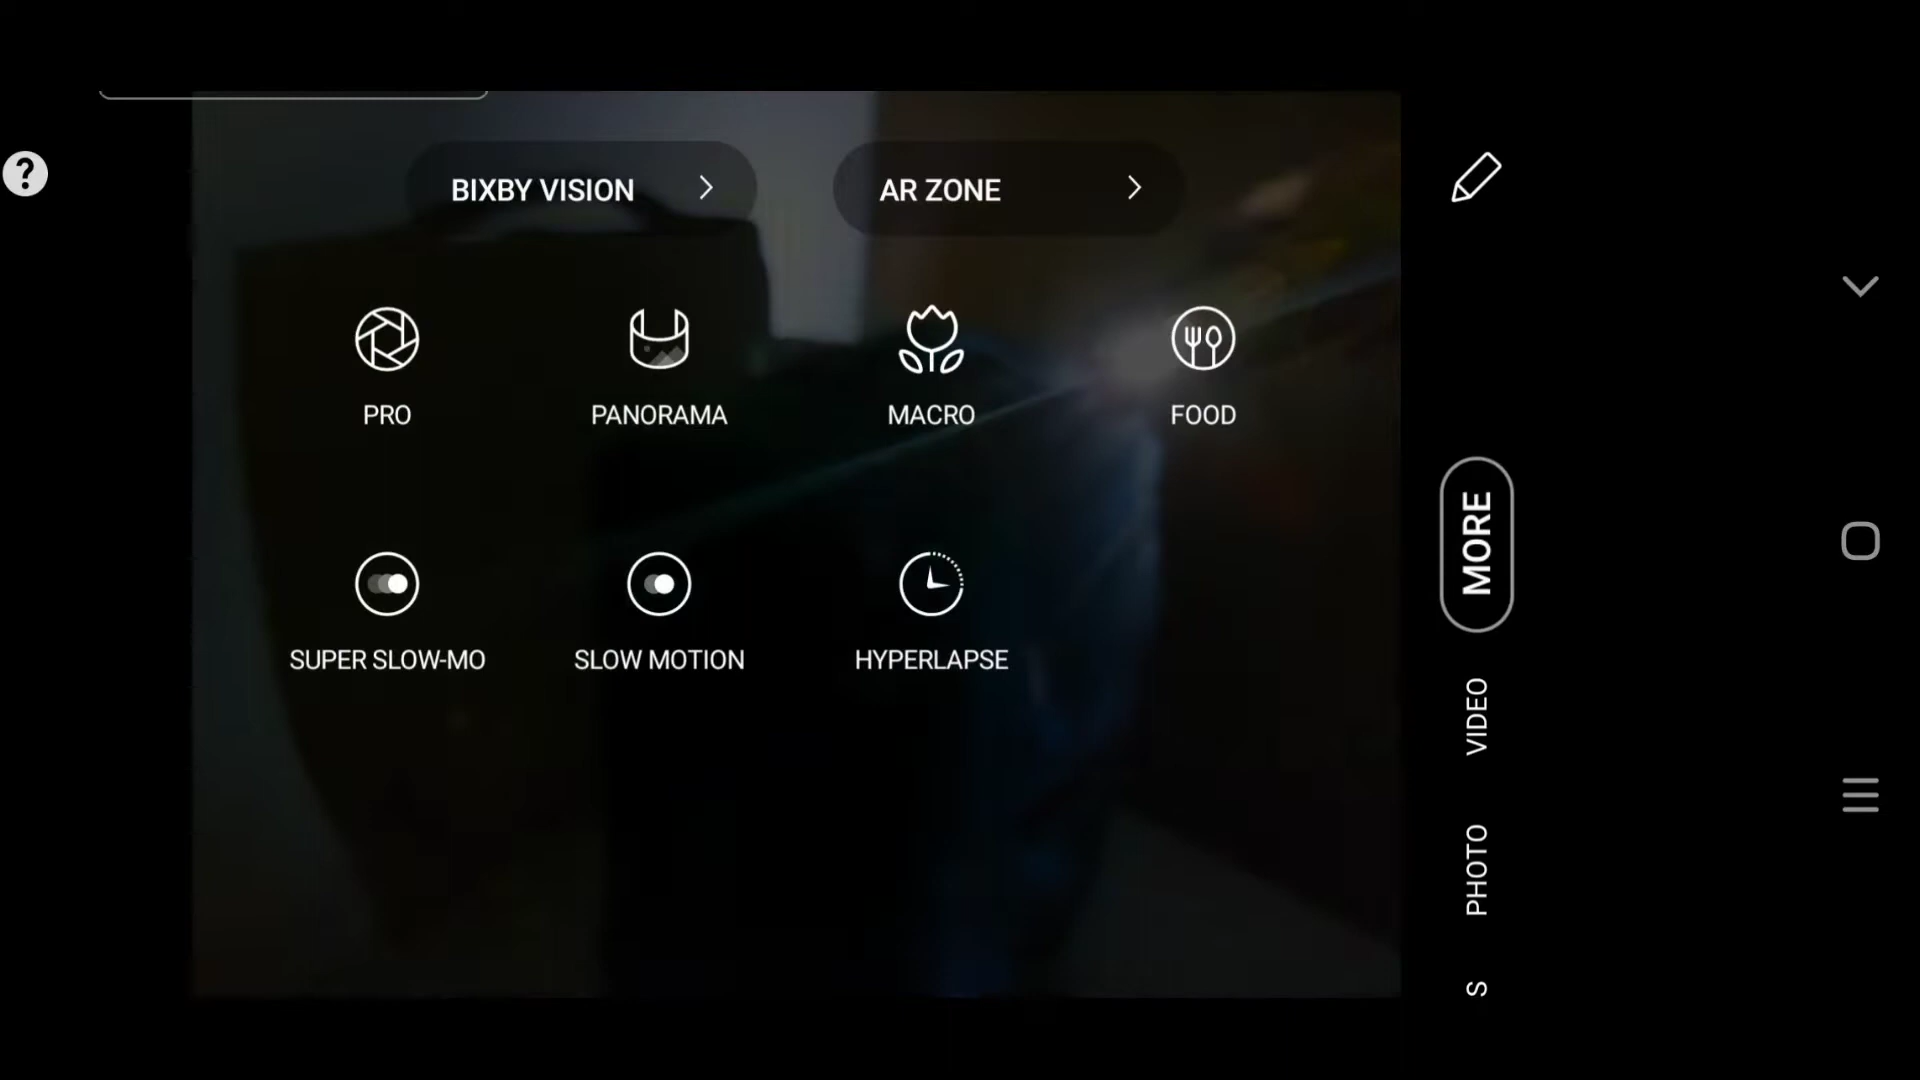 ?
BIXBY VISION
AR ZONE
PRO
PANORAMA
MACRO
FOOD
SUPER SLOW-MO
SLOW MOTION
HYPERLAPSE
MORE
VIDEO
PHOTO
S